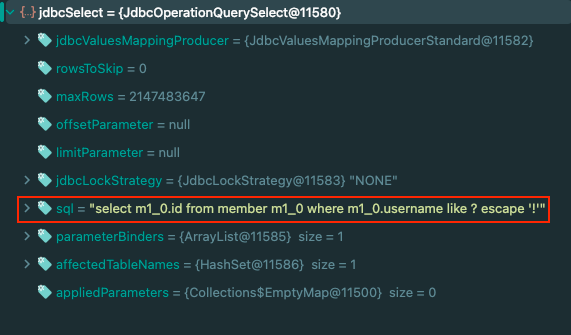 {..} jdbcSelect = {JdbcOperationQuerySelect@11580}
jdbcValuesMappingProducer = {JdbcValuesMappingProducerStandard@11582}
rowsToSkip = 0
maxRows = 2147483647
offsetParameter = null
limitParameter = null
jdbcLockStrategy = {JdbcLockStrategy@11583} "NONE"
sql = "select m1_0.id from member m1_0 where m1_0.username like ? escape '!'"
parameterBinders = {ArrayList@11585} size = 1
affectedTableNames = {HashSet@11586} size = 1
appliedParameters = {Collections$EmptyMap@11500} size = 0